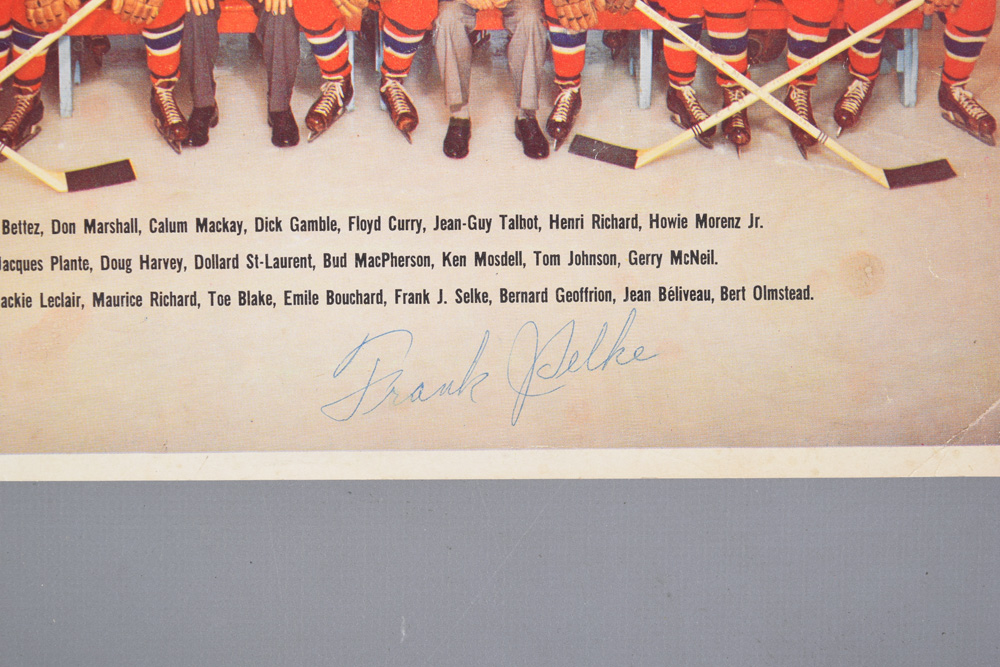 Bettez, Don Marshall, Calum Mackay, Dick Gamble, Floyd Curry, Jean-Guy Talbot, Henri Richard, Howie Morenz Jr.
Jacques Plante, Doug Harvey, Dollard St-Laurent, Bud MacPherson, Ken Mosdell, Tom Johnson, Gerry McNeil.
ackie Leclair, Maurice Richard, Toe Blake, Emile Bouchard, Frank J. Selke, Bernard Geoffrion, Jean Béliveau, Bert Olmstead.
Frank J Selke